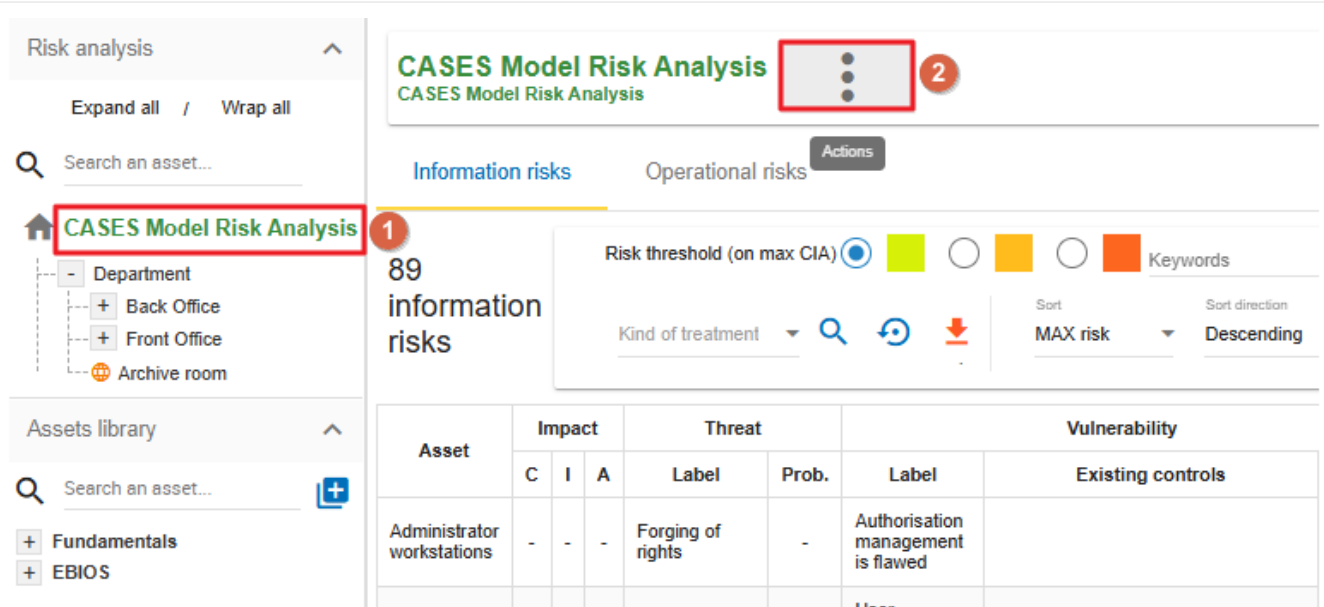 Risk analysis
Expand all / Wrap all
Search an asset...
CASES Model Risk Analysis
1
- Department
+ Back Office
+ Front Office
Archive room
Assets library
Search an asset...
+ Fundamentals
+ EBIOS
CASES Model Risk Analysis
CASES Model Risk Analysis
2
Actions
Information risks
Operational risks
89
information
risks
Risk threshold (on max CIA)
Keywords
Kind of treatment
Sort
MAX risk
Sort direction
Descending
Asset
Impact
Threat
Vulnerability
C I A
Label
Prob.
Label
Existing controls
Administrator
workstations
- - -
Forging of
rights
-
Authorisation
management
is flawed